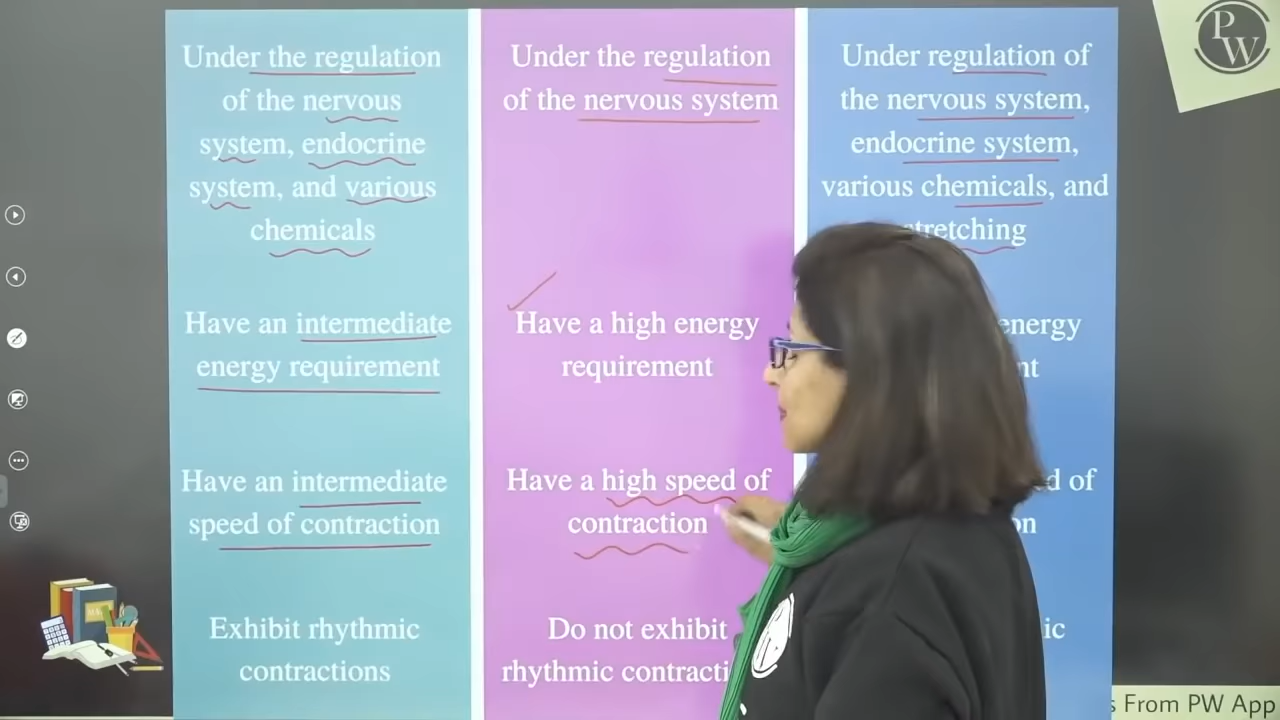 Under the regulation
of the nervous
system, endocrine
system, and various
chemicals
Have an intermediate
energy requirement
Have an intermediate
speed of contraction
Exhibit rhythmic
contractions
Under the regulation
of the nervous system
Have a high energy
requirement
Have a high speed of
contraction
Do not exhibit
rhythmic
Under regulation of
the nervous system,
endocrine system,
various chemicals, and
stretching
energy
of
PW
From PW App